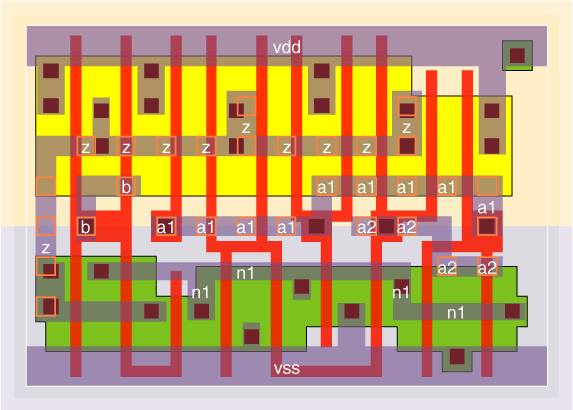 vdd
z z
z z z z z z z
b a1 a1 a1 a1
a1
b a1 a1 a1 a1 a2 a2
z
n1 a2 a2
n1 n1
n1
vss